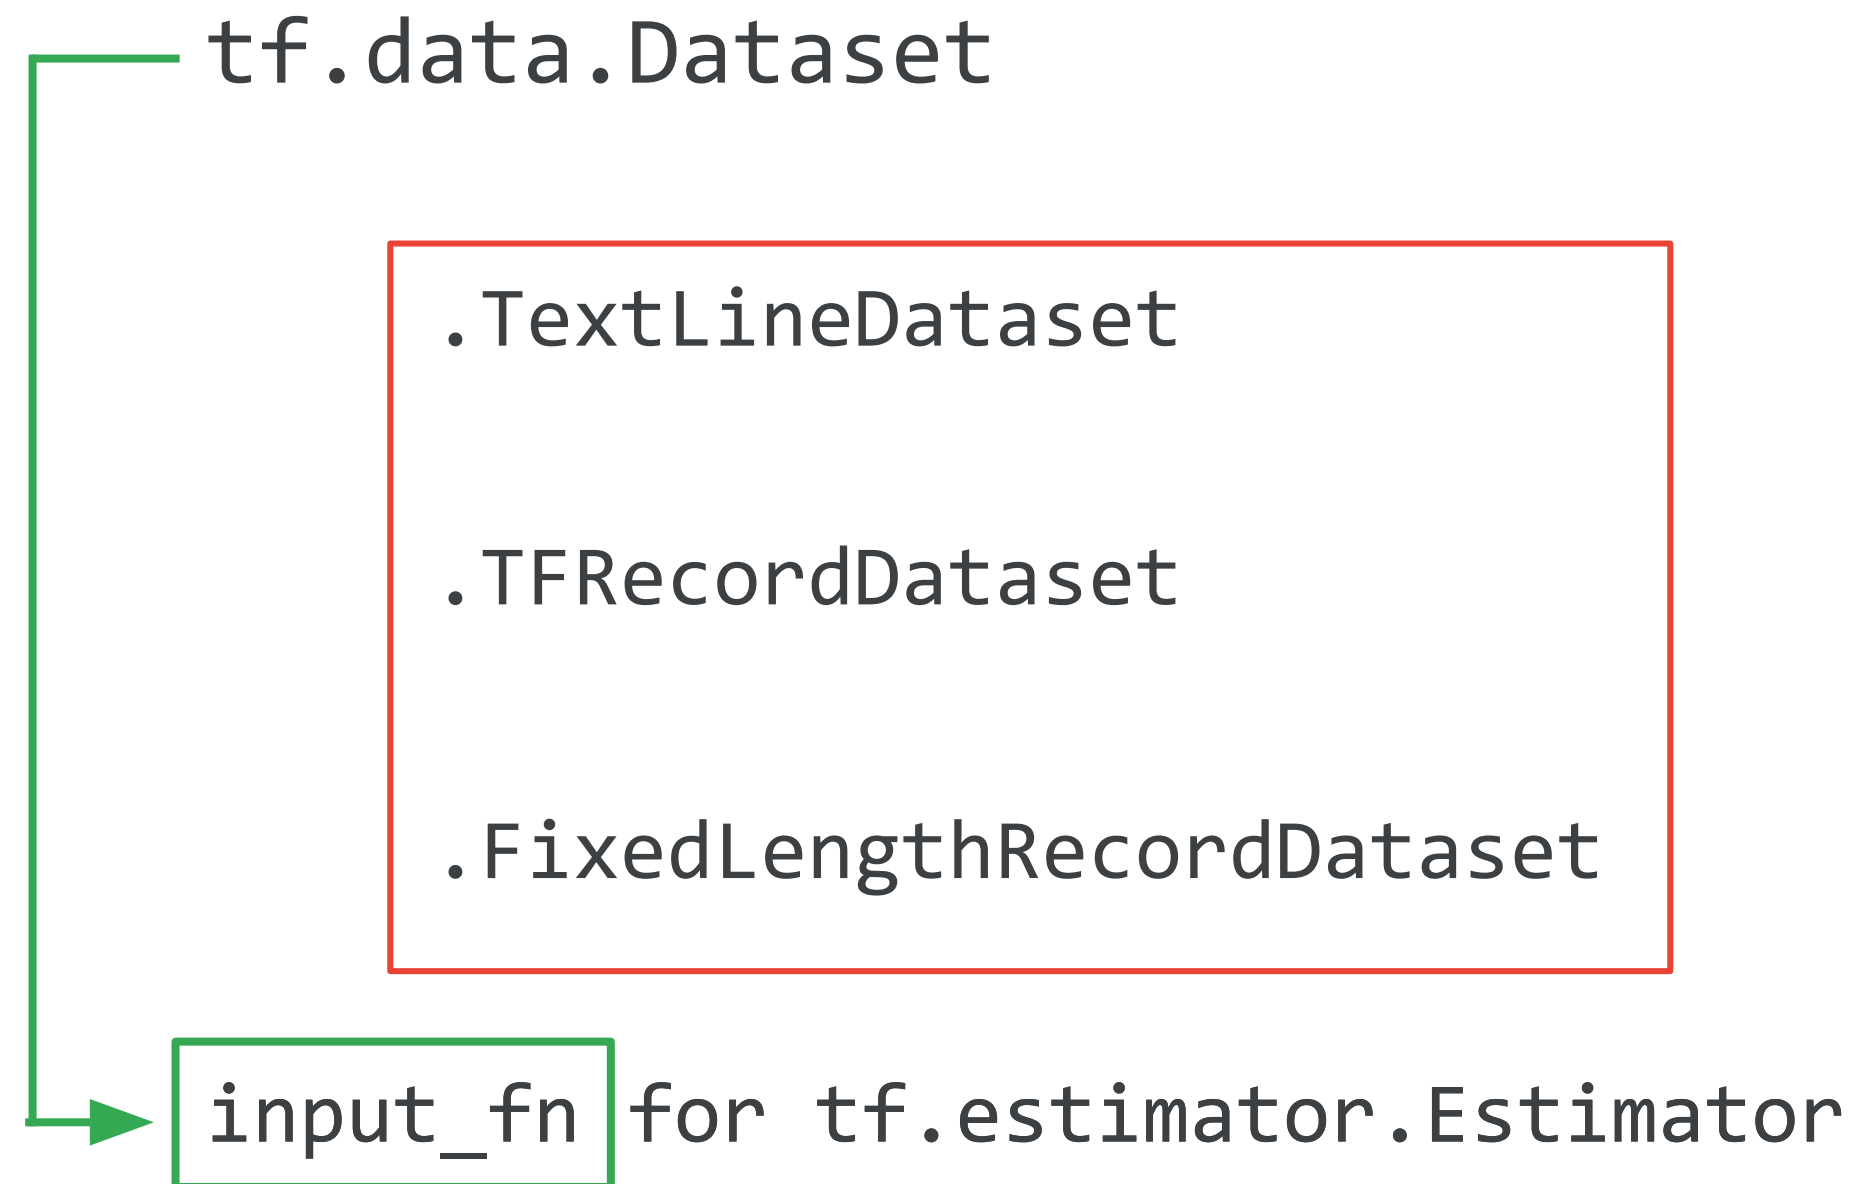 tf.data.Dataset
.TextLineDataset
.TFRecordDataset
.FixedLengthRecordDataset
input_fn for tf.estimator.Estimator